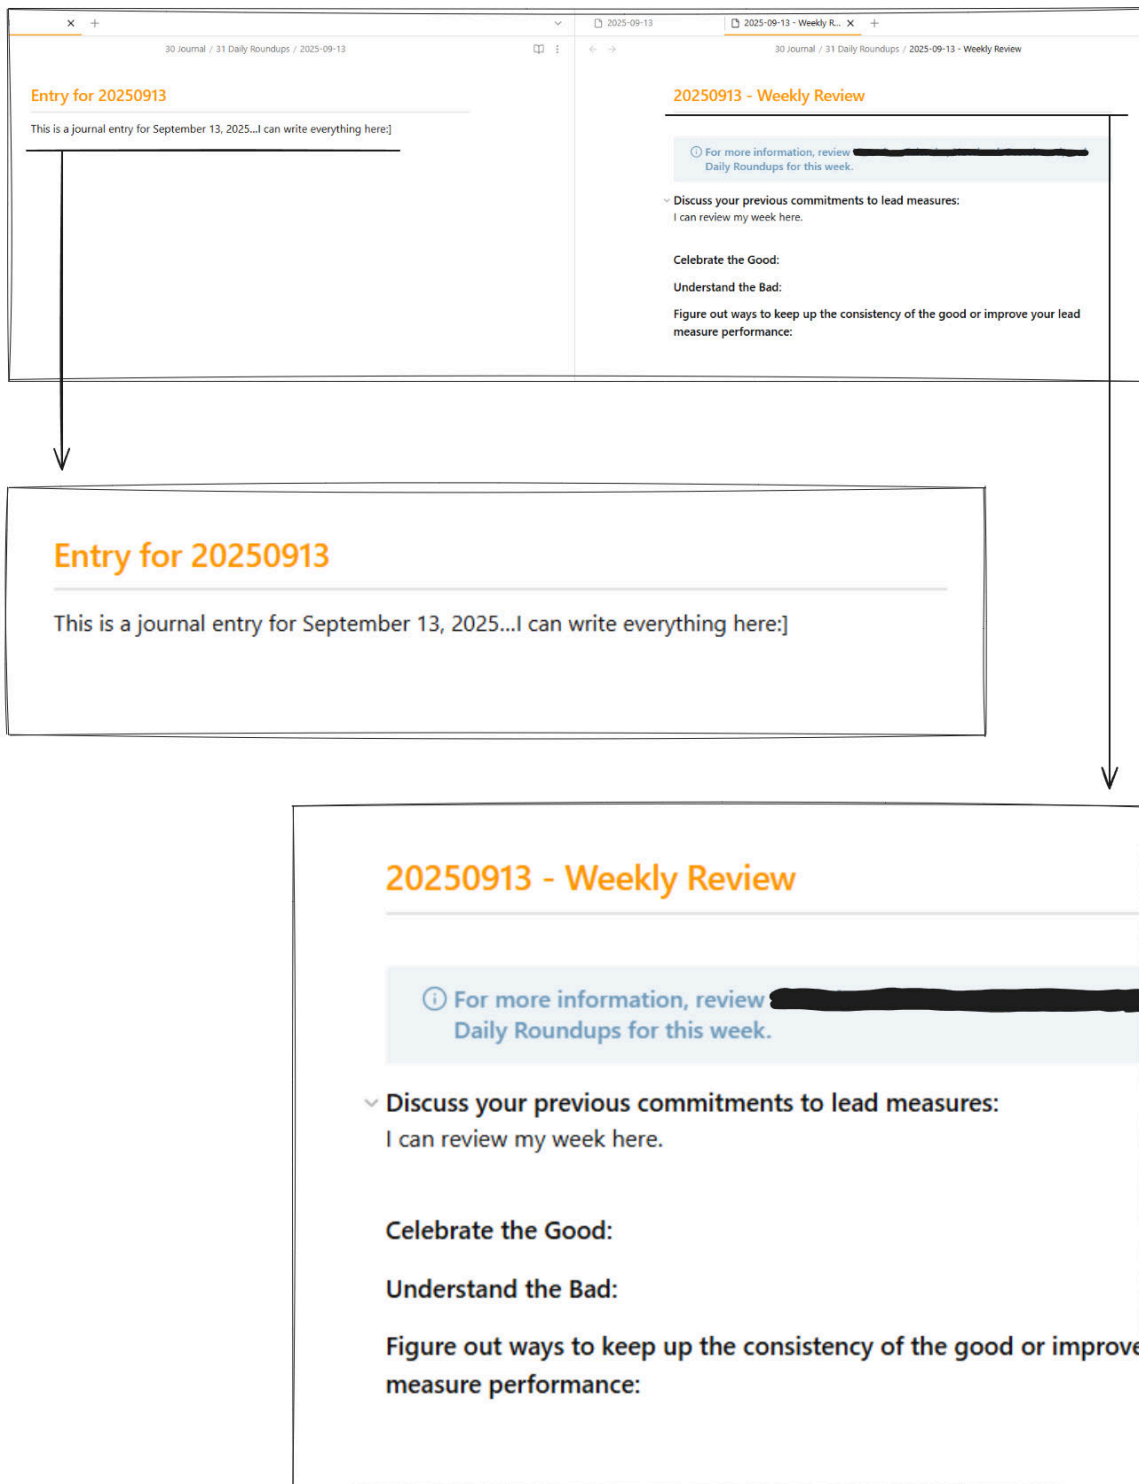 2025-09-13
2025-09-13 - Weekly R...
30 Journal / 31 Daily Roundups / 2025-09-13
30 Journal / 31 Daily Roundups / 2025-09-13 - Weekly Review
Entry for 20250913
This is a journal entry for September 13, 2025...I can write everything here:]
20250913 - Weekly Review
For more information, review
Daily Roundups for this week.
Discuss your previous commitments to lead measures:
I can review my week here.
Celebrate the Good:
Understand the Bad:
Figure out ways to keep up the consistency of the good or improve your lead
measure performance:
Entry for 20250913
This is a journal entry for September 13, 2025...I can write everything here:]
20250913 - Weekly Review
For more information, review
Daily Roundups for this week.
Discuss your previous commitments to lead measures:
I can review my week here.
Celebrate the Good:
Understand the Bad:
Figure out ways to keep up the consistency of the good or improve
measure performance: